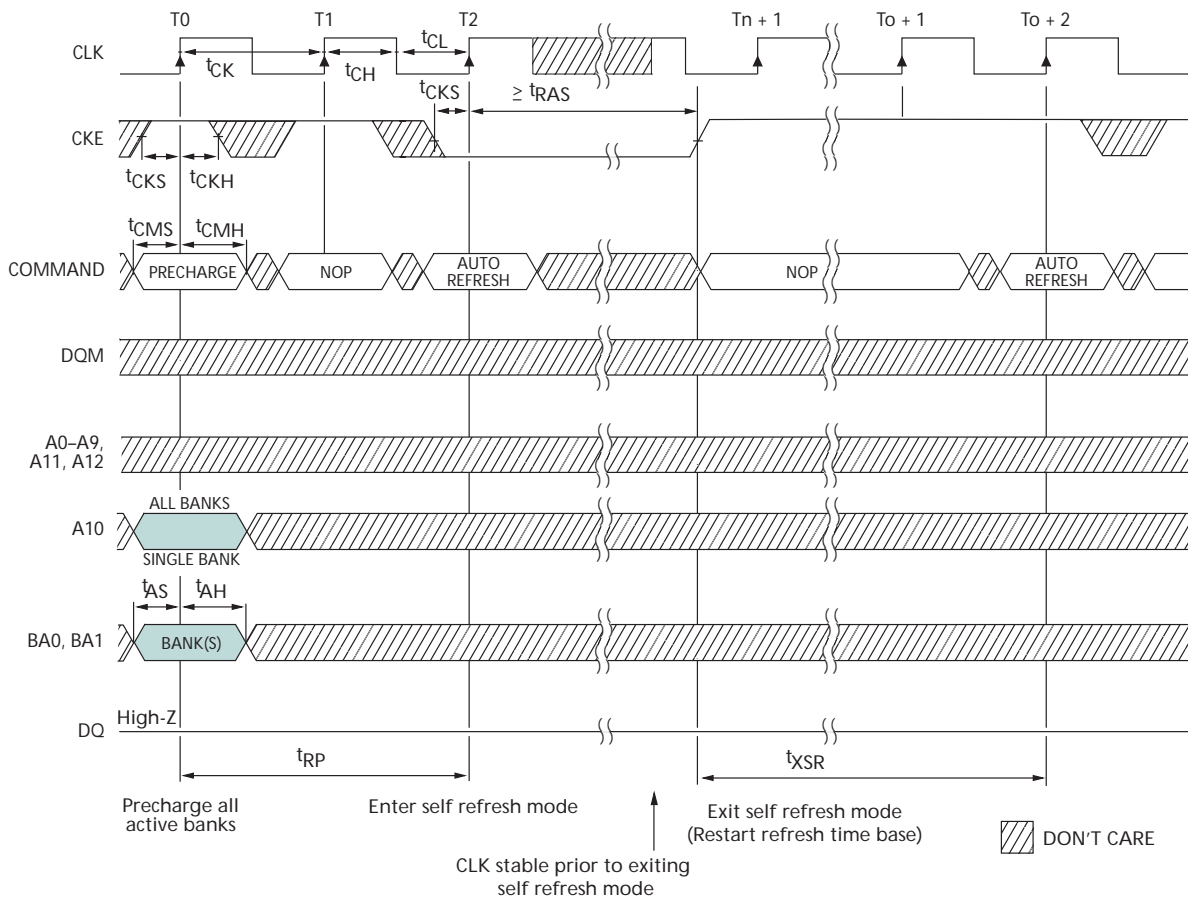 T0 T1 T2 Tn + 1 To + 1 To + 2
CLK
tCK
tCH
tCL
tCKS
≥ tRAS
CKE
tCKS
tCKH
tCMS
tCMH
COMMAND
PRECHARGE
NOP
AUTO
REFRESH
NOP
AUTO
REFRESH
DQM
A0–A9,
A11, A12
ALL BANKS
A10
SINGLE BANK
tAS
tAH
BA0, BA1
BANK(S)
High-Z
DQ
tRP
tXSR
Precharge all
active banks
Enter self refresh mode
CLK stable prior to exiting
self refresh mode
Exit self refresh mode
(Restart refresh time base)
DON'T CARE